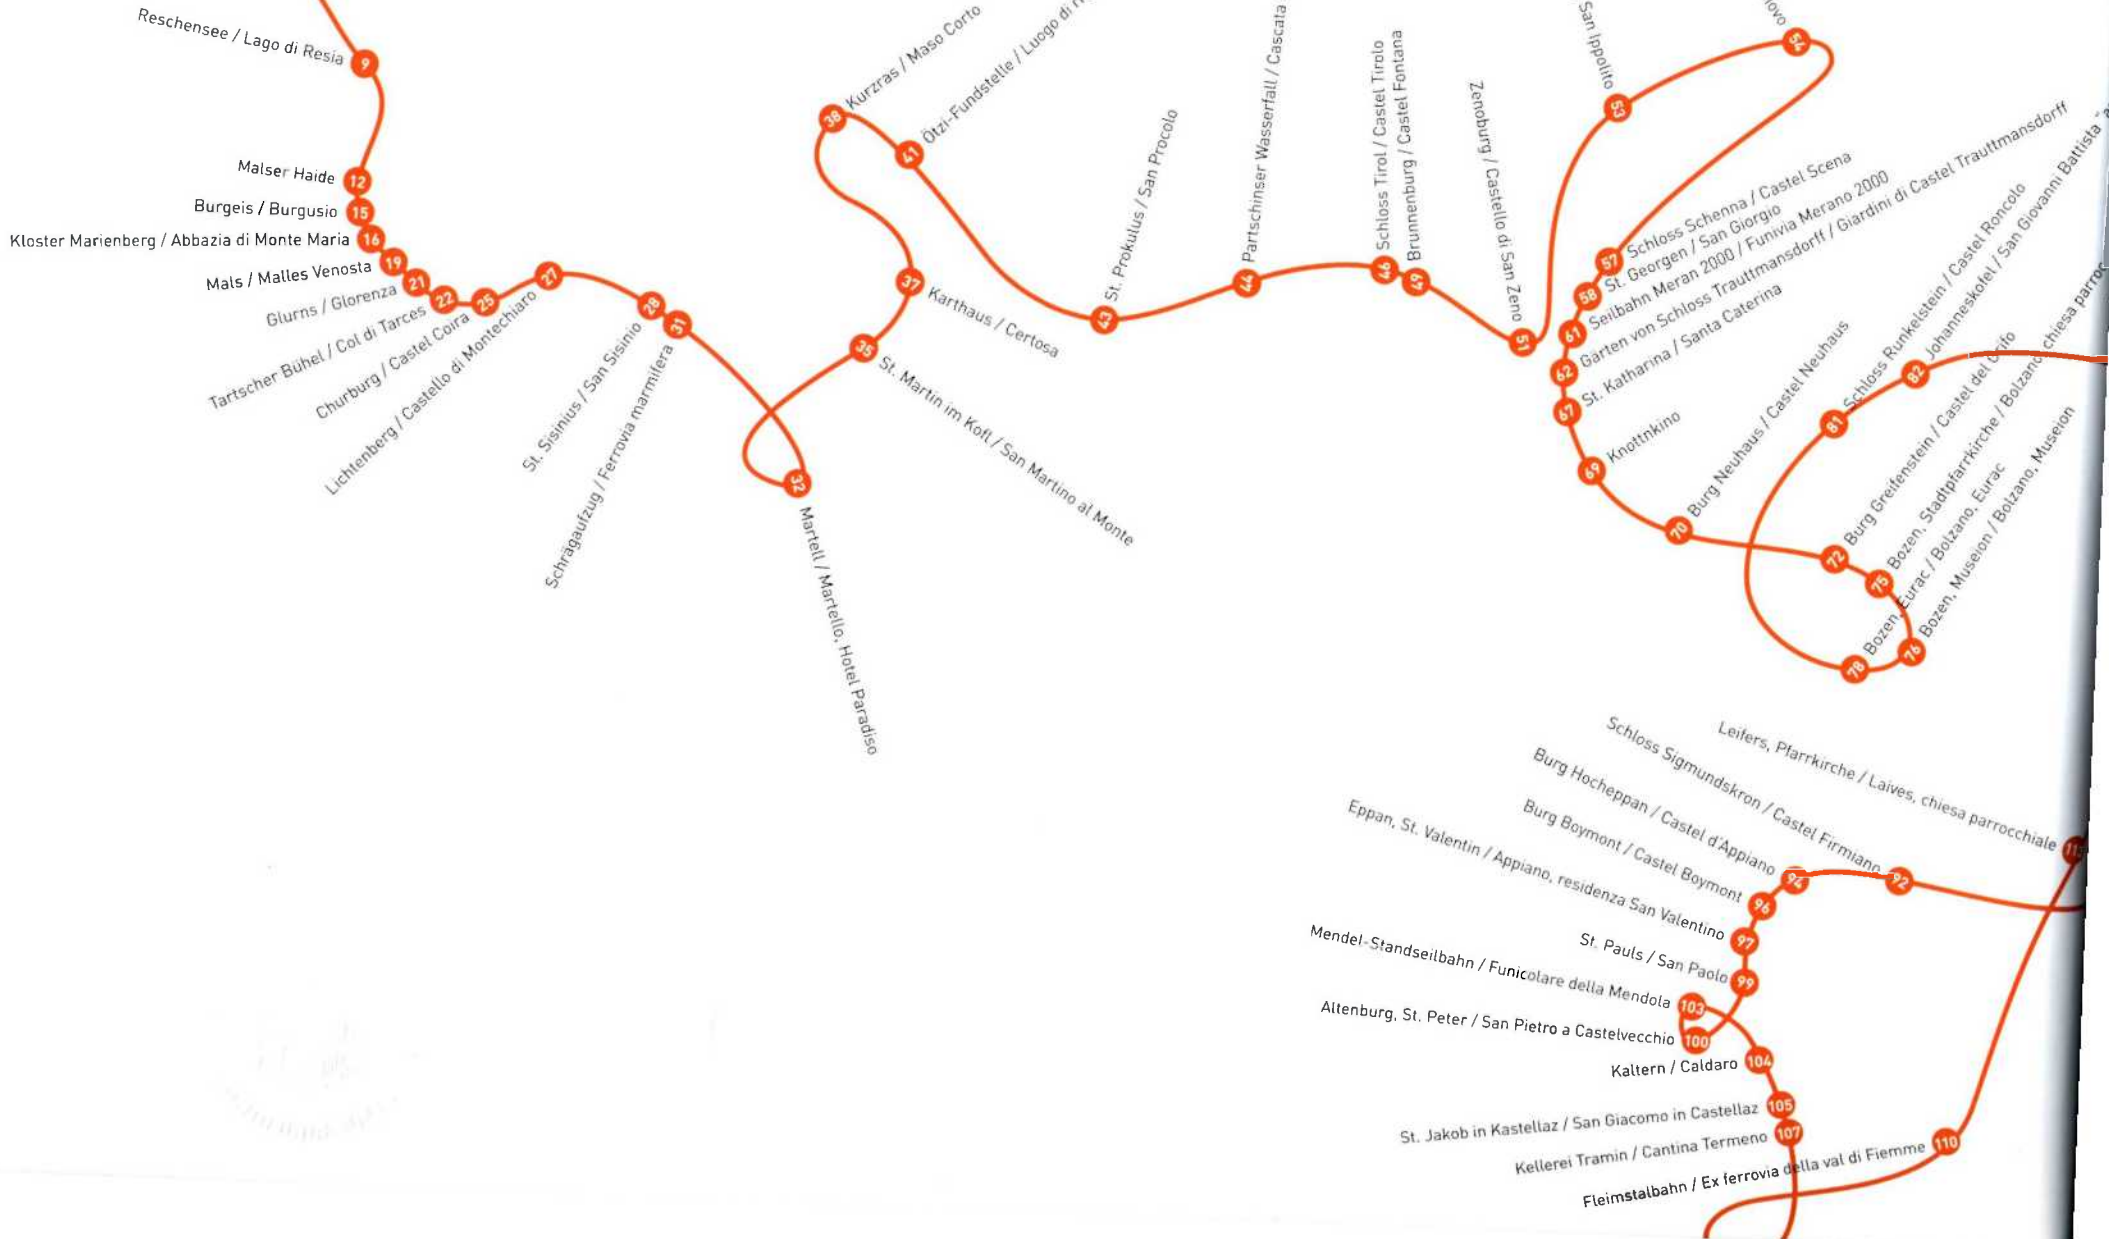 Reschensee / Lago di Resia
9
Malser Haide
12
Burgeis / Burgusio
15
Kloster Marienberg / Abbazia di Monte Maria
16
Mals / Malles Venosta
19
Glurns / Glorenza
21
Tartscher Bühel / Col di Tarces
22
Churburg / Castel Coira
25
Lichtenberg / Castello di Montechiaro
27
St. Sisinius / San Sisinio
28
Schrägaufzug / Ferrovia marmifera
31
Martell / Martello, Hotel Paradiso
32
St. Martin im Kofl / San Martino al Monte
35
Karthaus / Certosa
37
Kurzras / Maso Corto
38
Ötzi-Fundstelle / Luogo di
41
St. Prokulus / San Procolo
43
Partschinser Wasserfall / Cascata
44
Schloss Tirol / Castel Tirolo
46
Brunnenburg / Castel Fontana
49
Zenoburg / Castello di San Zeno
51
San Ippolito
53
54
Schloss Schenna / Castel Scena
57
St. Georgen / San Giorgio
58
Seilbahn Meran 2000 / Funivia Merano 2000
61
Gärten von Schloss Trauttmansdorff / Giardini di Castel Trauttmansdorff
62
St. Katharina / Santa Caterina
67
Knottnkino
69
Burg Neuhaus / Castel Neuhaus
70
Burg Greifenstein / Castel del Grifo
72
Bozen, Stadtpfarrkirche / Bolzano, chiesa
75
Bozen, Museion / Bolzano, Museion
76
Bozen, Eurac / Bolzano, Eurac
78
Schloss Runkelstein / Castel Roncolo
81
Johanneskofel / San Giovanni Battista
82
Leifers, Pfarrkirche / Laives, chiesa parrocchiale
Schloss Sigmundskron / Castel Firmiano
92
Burg Hocheppan / Castel d'Appiano
94
Burg Boymont / Castel Boymont
96
Eppan, St. Valentin / Appiano, residenza San Valentino
97
St. Pauls / San Paolo
99
Mendel-Standseilbahn / Funicolare della Mendola
103
Altenburg, St. Peter / San Pietro a Castelvecchio
100
Kaltern / Caldaro
104
St. Jakob in Kastellaz / San Giacomo in Castellaz
105
Kellerei Tramin / Cantina Termeno
107
Fleimstalbahn / Ex ferrovia della val di Fiemme
110